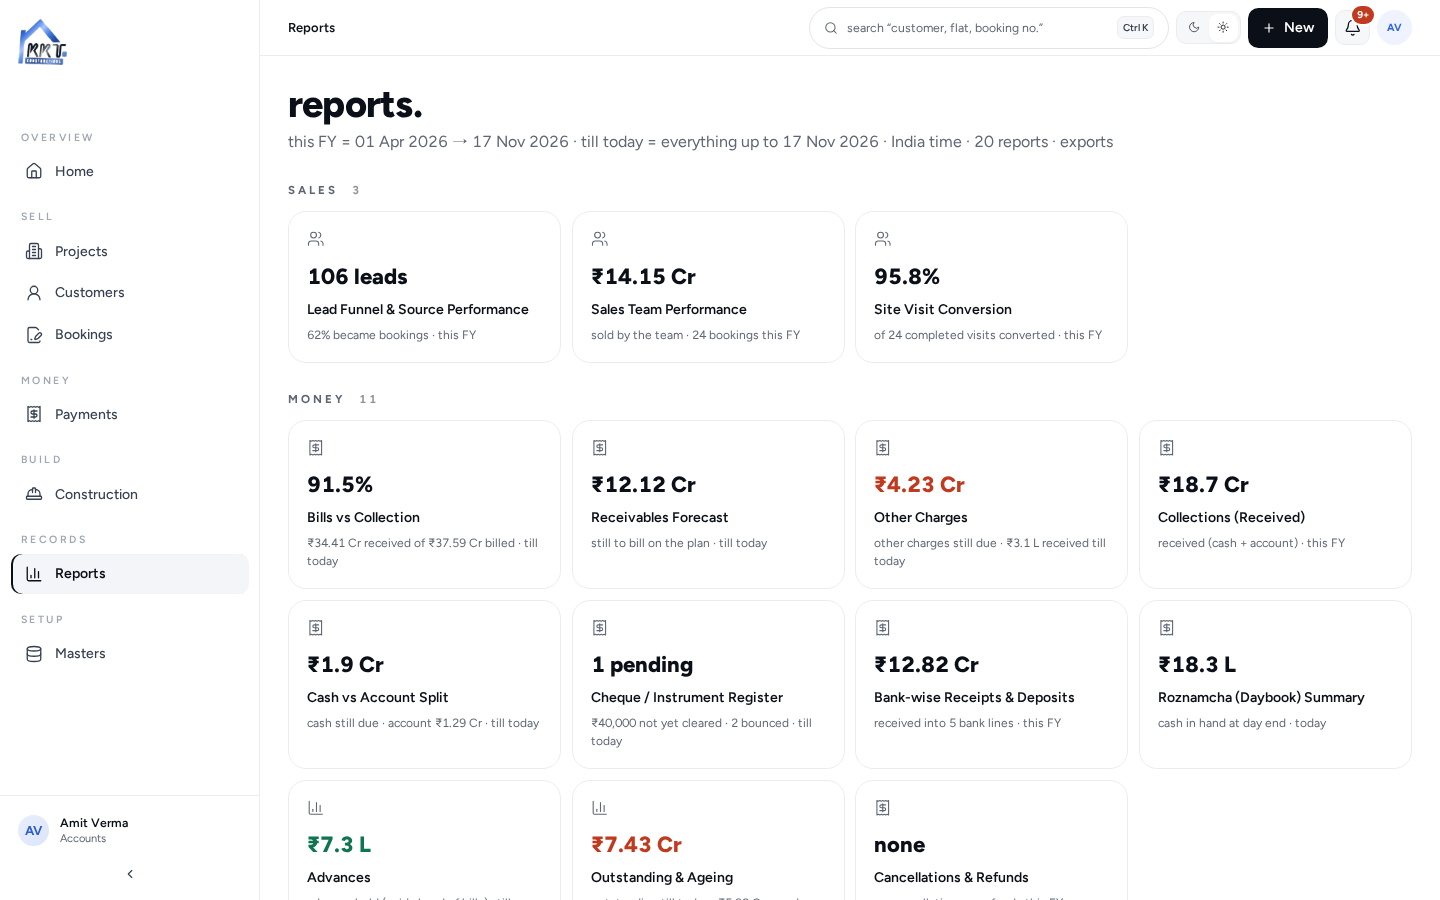 RRT
CONSTRUCTIONS
Reports
search “customer, flat, booking no.”
Ctrl K
New
9+
AV
OVERVIEW
Home
SELL
Projects
Customers
Bookings
MONEY
Payments
BUILD
Construction
RECORDS
Reports
SETUP
Masters
AV
Amit Verma
Accounts
reports.
this FY = 01 Apr 2026 → 17 Nov 2026 · till today = everything up to 17 Nov 2026 · India time · 20 reports · exports
SALES 3
106 leads
Lead Funnel & Source Performance
62% became bookings · this FY
₹14.15 Cr
Sales Team Performance
sold by the team · 24 bookings this FY
95.8%
Site Visit Conversion
of 24 completed visits converted · this FY
MONEY 11
91.5%
Bills vs Collection
₹34.41 Cr received of ₹37.59 Cr billed · till
today
₹12.12 Cr
Receivables Forecast
still to bill on the plan · till today
₹4.23 Cr
Other Charges
other charges still due · ₹3.1 L received till
today
₹18.7 Cr
Collections (Received)
received (cash + account) · this FY
₹1.9 Cr
Cash vs Account Split
cash still due · account ₹1.29 Cr · till today
1 pending
Cheque / Instrument Register
₹40,000 not yet cleared · 2 bounced · till
today
₹12.82 Cr
Bank-wise Receipts & Deposits
received into 5 bank lines · this FY
₹18.3 L
Roznamcha (Daybook) Summary
cash in hand at day end · today
₹7.3 L
Advances
₹7.43 Cr
Outstanding & Ageing
none
Cancellations & Refunds